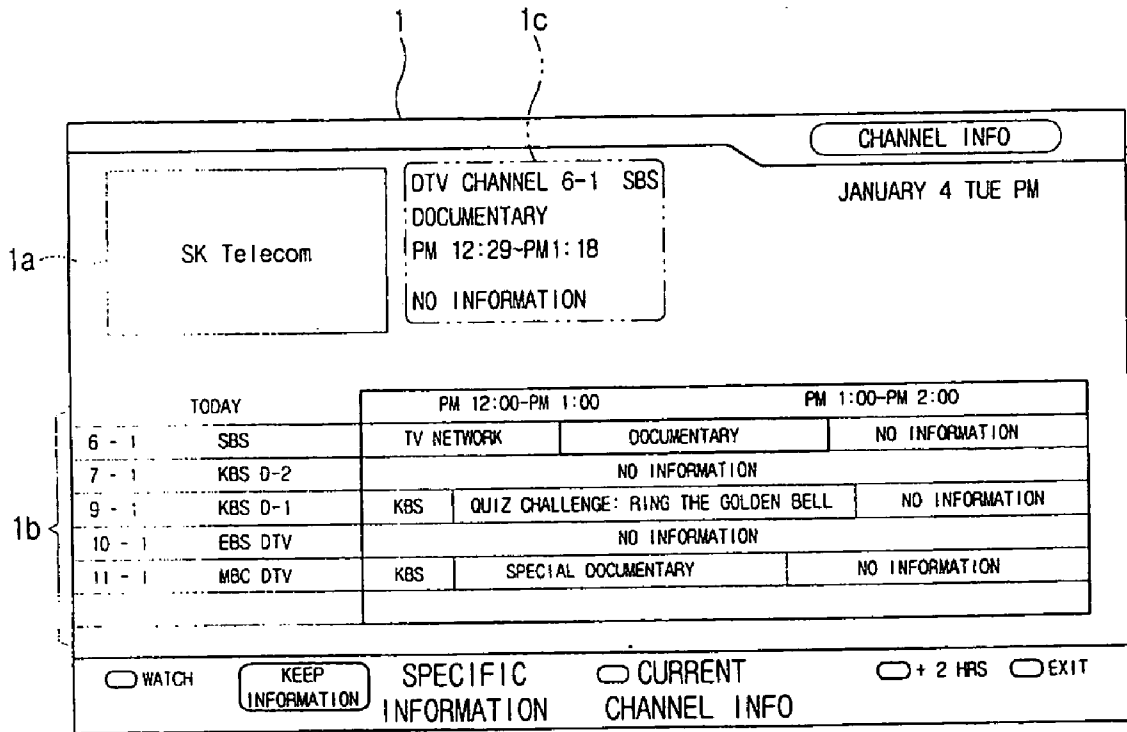 1 1c
CHANNEL INFO
JANUARY 4 TUE PM
1a
SK Telecom
DTV CHANNEL 6-1 SBS
DOCUMENTARY
PM 12:29~PM1:18
NO INFORMATION
TODAY PM 12:00-PM 1:00 PM 1:00-PM 2:00
1b
6 - 1 SBS TV NETWORK DOCUMENTARY NO INFORMATION
7 - 1 KBS D-2 NO INFORMATION
9 - 1 KBS D-1 KBS QUIZ CHALLENGE: RING THE GOLDEN BELL NO INFORMATION
10 - 1 EBS DTV NO INFORMATION
11 - 1 MBC DTV KBS SPECIAL DOCUMENTARY NO INFORMATION
WATCH
KEEP
INFORMATION
SPECIFIC
INFORMATION
CURRENT
CHANNEL INFO
+ 2 HRS
EXIT